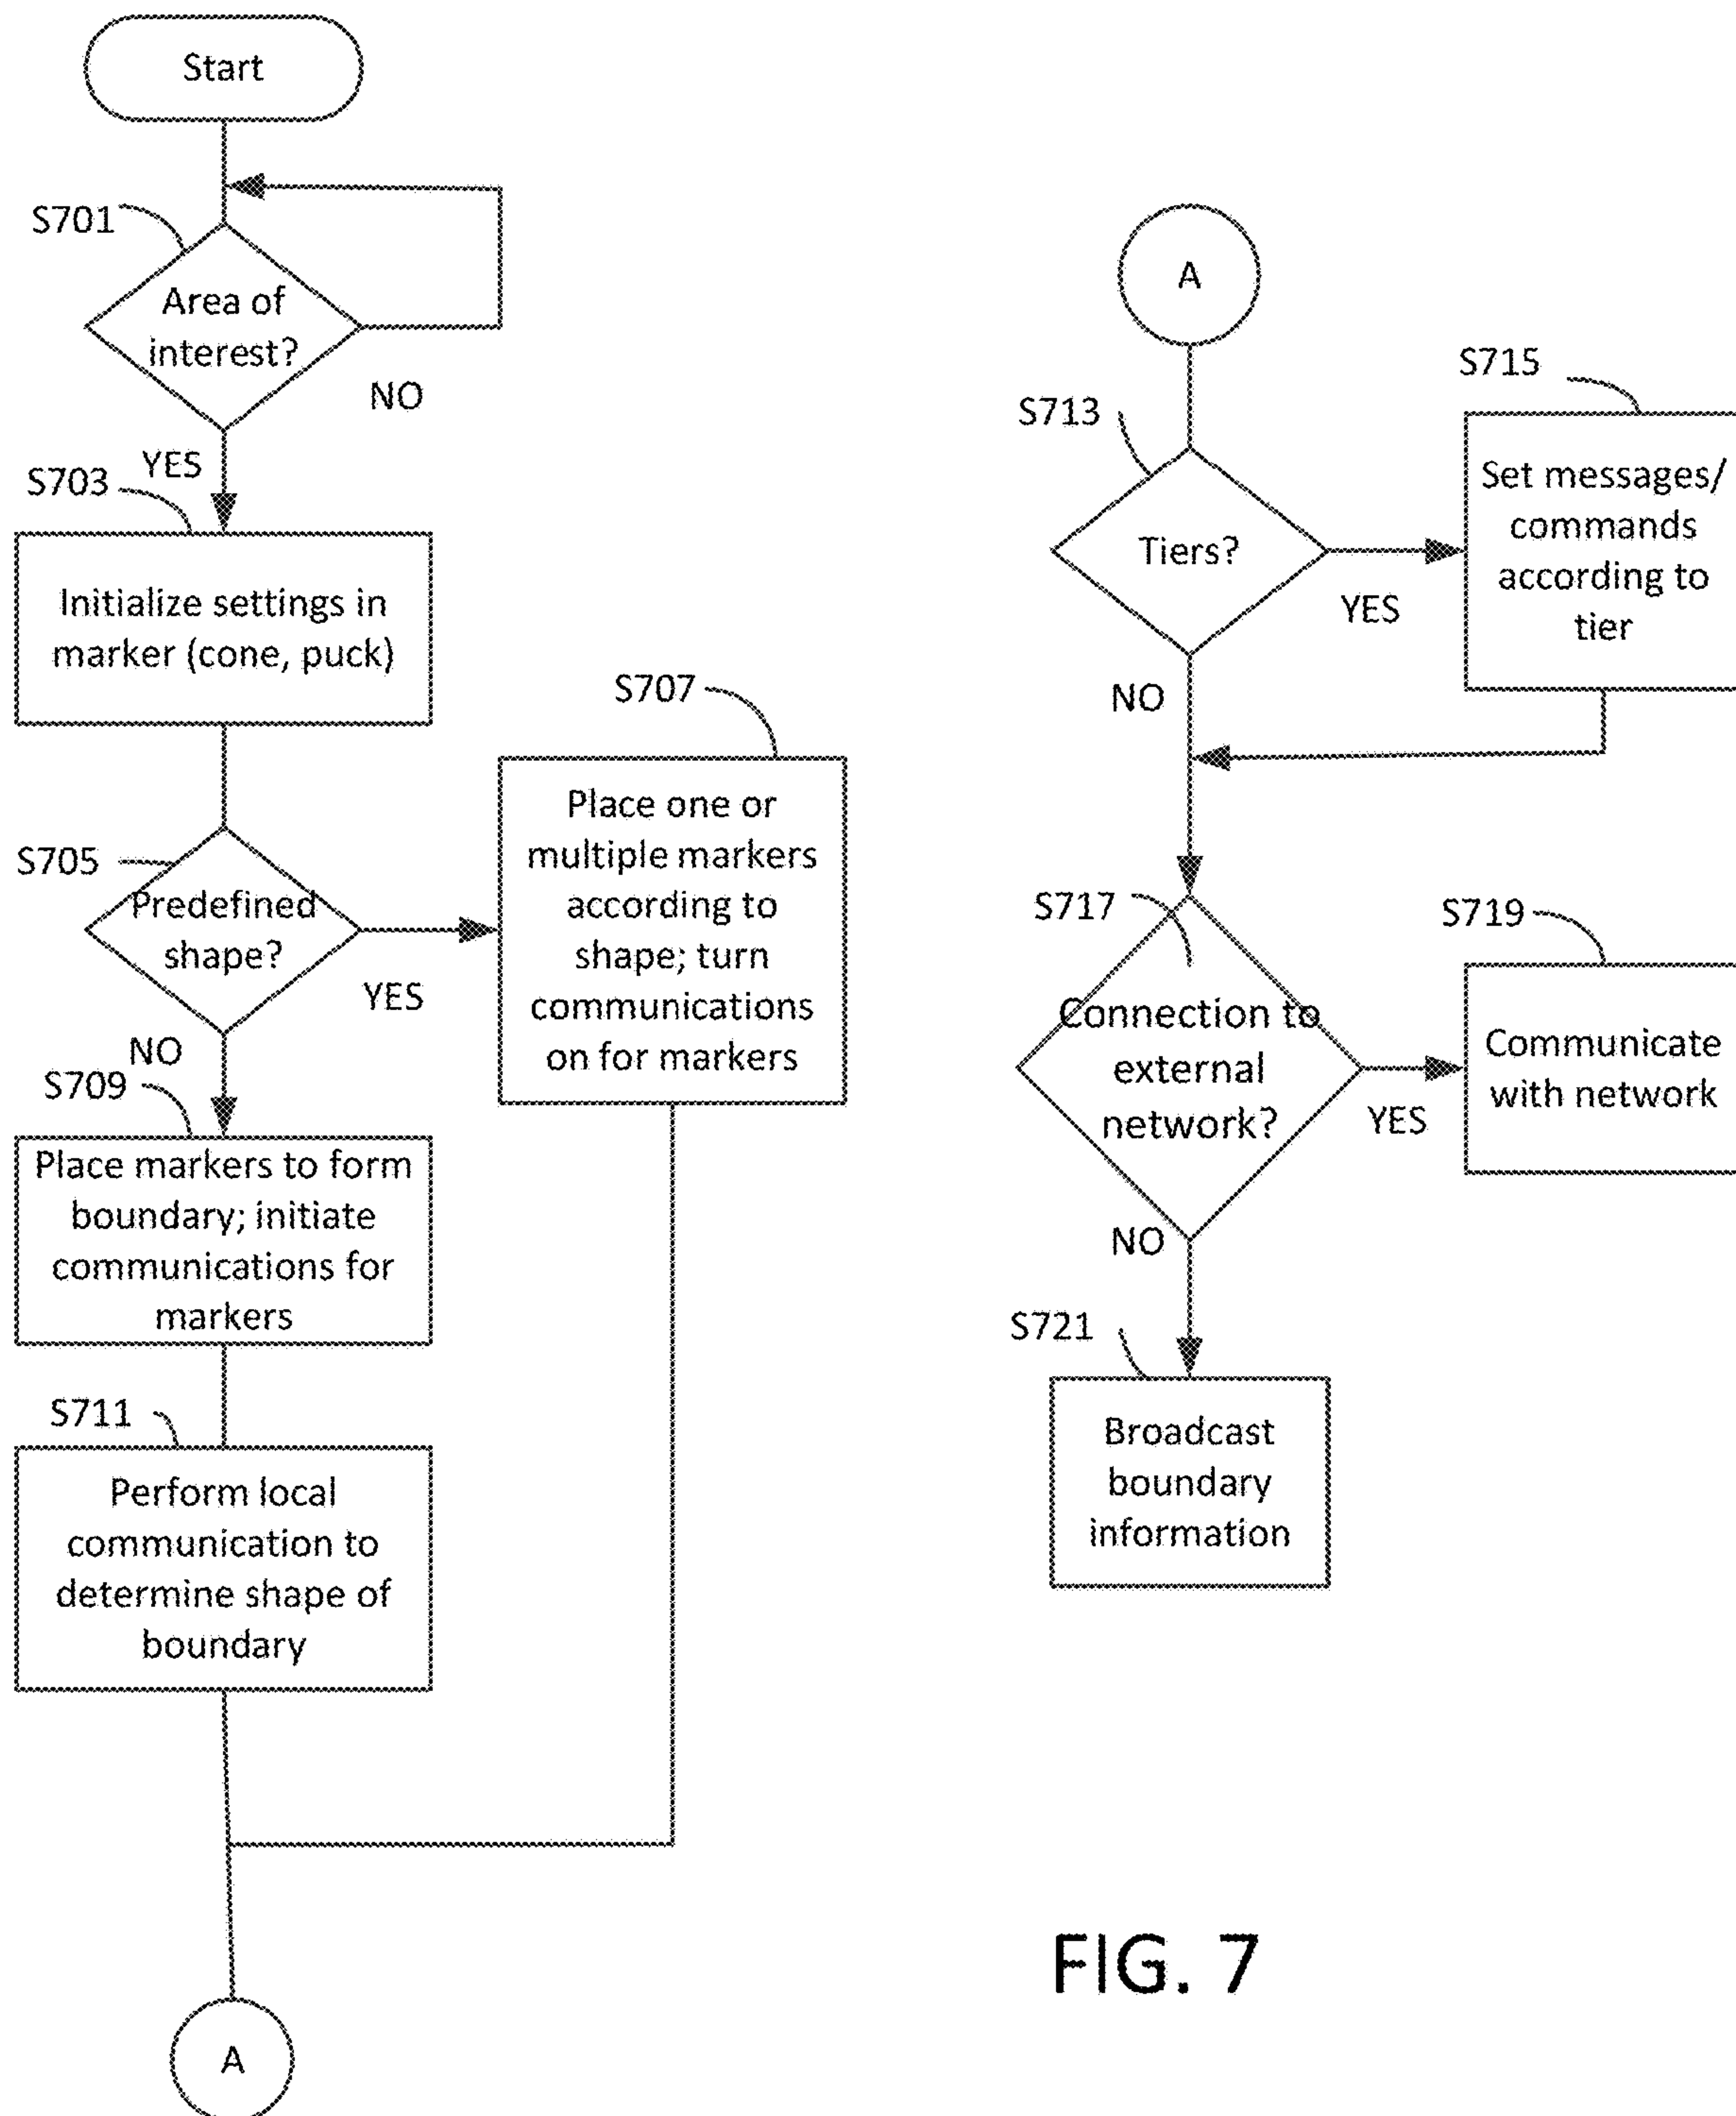 Start
S701
Area of
interest?
NO
YES
S703
Initialize settings in
marker (cone, puck)
S705
Predefined
shape?
YES
NO
S707
Place one or
multiple markers
according to
shape; turn
communications
on for markers
S709
Place markers to form
boundary; initiate
communications for
markers
S711
Perform local
communication to
determine shape of
boundary
A
A
S713
Tiers?
YES
NO
S715
Set messages/
commands
according to
tier
S717
Connection to
external
network?
YES
NO
S719
Communicate
with network
S721
Broadcast
boundary
information
FIG. 7